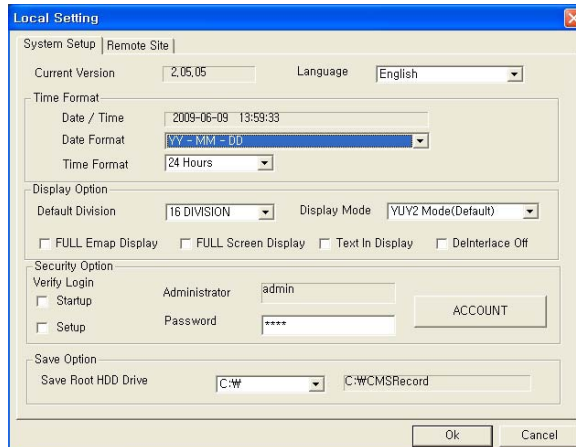 Local Setting
System Setup Remote Site
Current Version 2,05,05 Language English
Time Format
Date / Time 2009-06-09 13:59:33
Date Format YY - MM - DD
Time Format 24 Hours
Display Option
Default Division 16 DIVISION Display Mode YUY2 Mode(Default)
FULL Emap Display FULL Screen Display Text In Display DeInterlace Off
Security Option
Verify Login
Startup Administrator admin
ACCOUNT
Setup Password ****
Save Option
Save Root HDD Drive C:₩ C:₩CMSRecord
Ok Cancel